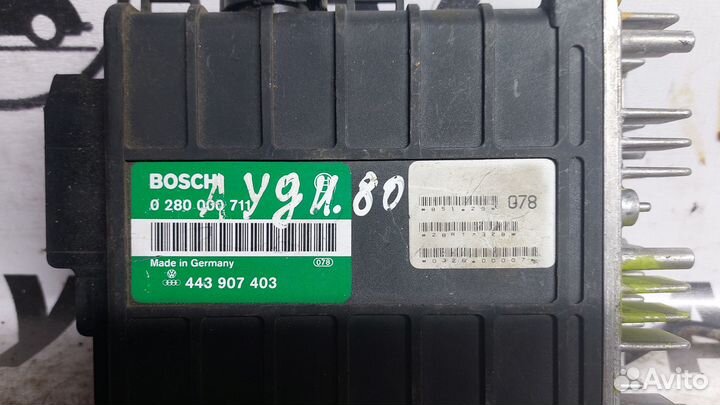 BOSCH
Ауди.80
0 280 000 711
Made in Germany
078
443 907 403
078
Avito